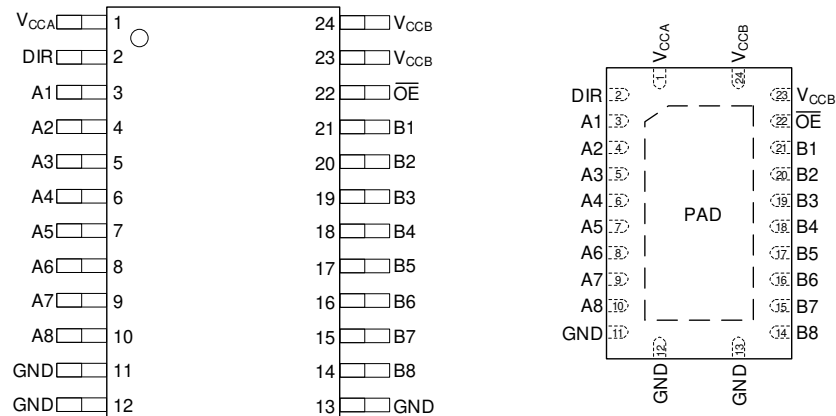 VCCA 1 24 VCCB
DIR 2 23 VCCB
A1 3 22 OE
A2 4 21 B1
A3 5 20 B2
A4 6 19 B3
A5 7 18 B4
A6 8 17 B5
A7 9 16 B6
A8 10 15 B7
GND 11 14 B8
GND 12 13 GND
VCCA VCCB
1 24
DIR 2 23 VCCB
A1 3 22 OE
A2 4 21 B1
A3 5 20 B2
A4 6 19 B3
A5 7 18 B4
A6 8 17 B5
A7 9 16 B6
A8 10 15 B7
GND 11 14 B8
PAD
12 13
GND GND